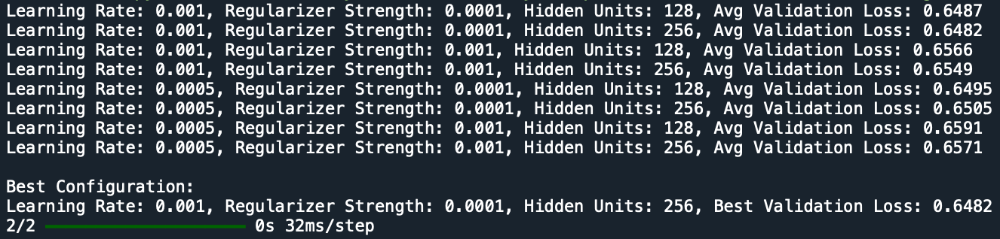 Learning Rate: 0.001, Regularizer Strength: 0.0001, Hidden Units: 128, Avg Validation Loss: 0.6487
Learning Rate: 0.001, Regularizer Strength: 0.0001, Hidden Units: 256, Avg Validation Loss: 0.6482
Learning Rate: 0.001, Regularizer Strength: 0.001, Hidden Units: 128, Avg Validation Loss: 0.6566
Learning Rate: 0.001, Regularizer Strength: 0.001, Hidden Units: 256, Avg Validation Loss: 0.6549
Learning Rate: 0.0005, Regularizer Strength: 0.0001, Hidden Units: 128, Avg Validation Loss: 0.6495
Learning Rate: 0.0005, Regularizer Strength: 0.0001, Hidden Units: 256, Avg Validation Loss: 0.6505
Learning Rate: 0.0005, Regularizer Strength: 0.001, Hidden Units: 128, Avg Validation Loss: 0.6591
Learning Rate: 0.0005, Regularizer Strength: 0.001, Hidden Units: 256, Avg Validation Loss: 0.6571
Best Configuration:
Learning Rate: 0.001, Regularizer Strength: 0.0001, Hidden Units: 256, Best Validation Loss: 0.6482
2/2 0s 32ms/step